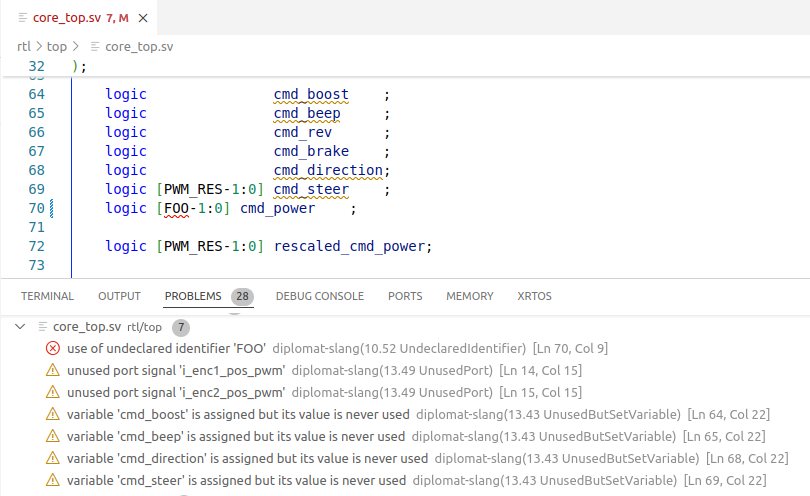 core_top.sv 7, M
rtl > top > core_top.sv
32 );
64 logic cmd_boost ;
65 logic cmd_beep ;
66 logic cmd_rev ;
67 logic cmd_brake ;
68 logic cmd_direction;
69 logic [PWM_RES-1:0] cmd_steer ;
70 logic [FOO-1:0] cmd_power ;
71
72 logic [PWM_RES-1:0] rescaled_cmd_power;
73
TERMINAL OUTPUT PROBLEMS 28 DEBUG CONSOLE PORTS MEMORY XRTOS
core_top.sv rtl/top 7
use of undeclared identifier 'FOO' diplomat-slang(10.52 UndeclaredIdentifier) [Ln 70, Col 9]
unused port signal 'i_enc1_pos_pwm' diplomat-slang(13.49 UnusedPort) [Ln 14, Col 15]
unused port signal 'i_enc2_pos_pwm' diplomat-slang(13.49 UnusedPort) [Ln 15, Col 15]
variable 'cmd_boost' is assigned but its value is never used diplomat-slang(13.43 UnusedButSetVariable) [Ln 64, Col 22]
variable 'cmd_beep' is assigned but its value is never used diplomat-slang(13.43 UnusedButSetVariable) [Ln 65, Col 22]
variable 'cmd_direction' is assigned but its value is never used diplomat-slang(13.43 UnusedButSetVariable) [Ln 68, Col 22]
variable 'cmd_steer' is assigned but its value is never used diplomat-slang(13.43 UnusedButSetVariable) [Ln 69, Col 22]